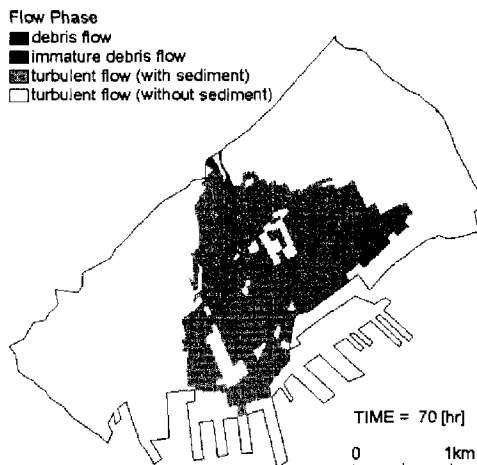 Flow Phase
debris flow
immature debris flow
turbulent flow (with sediment)
turbulent flow (without sediment)
TIME = 70 [hr]
0 1km